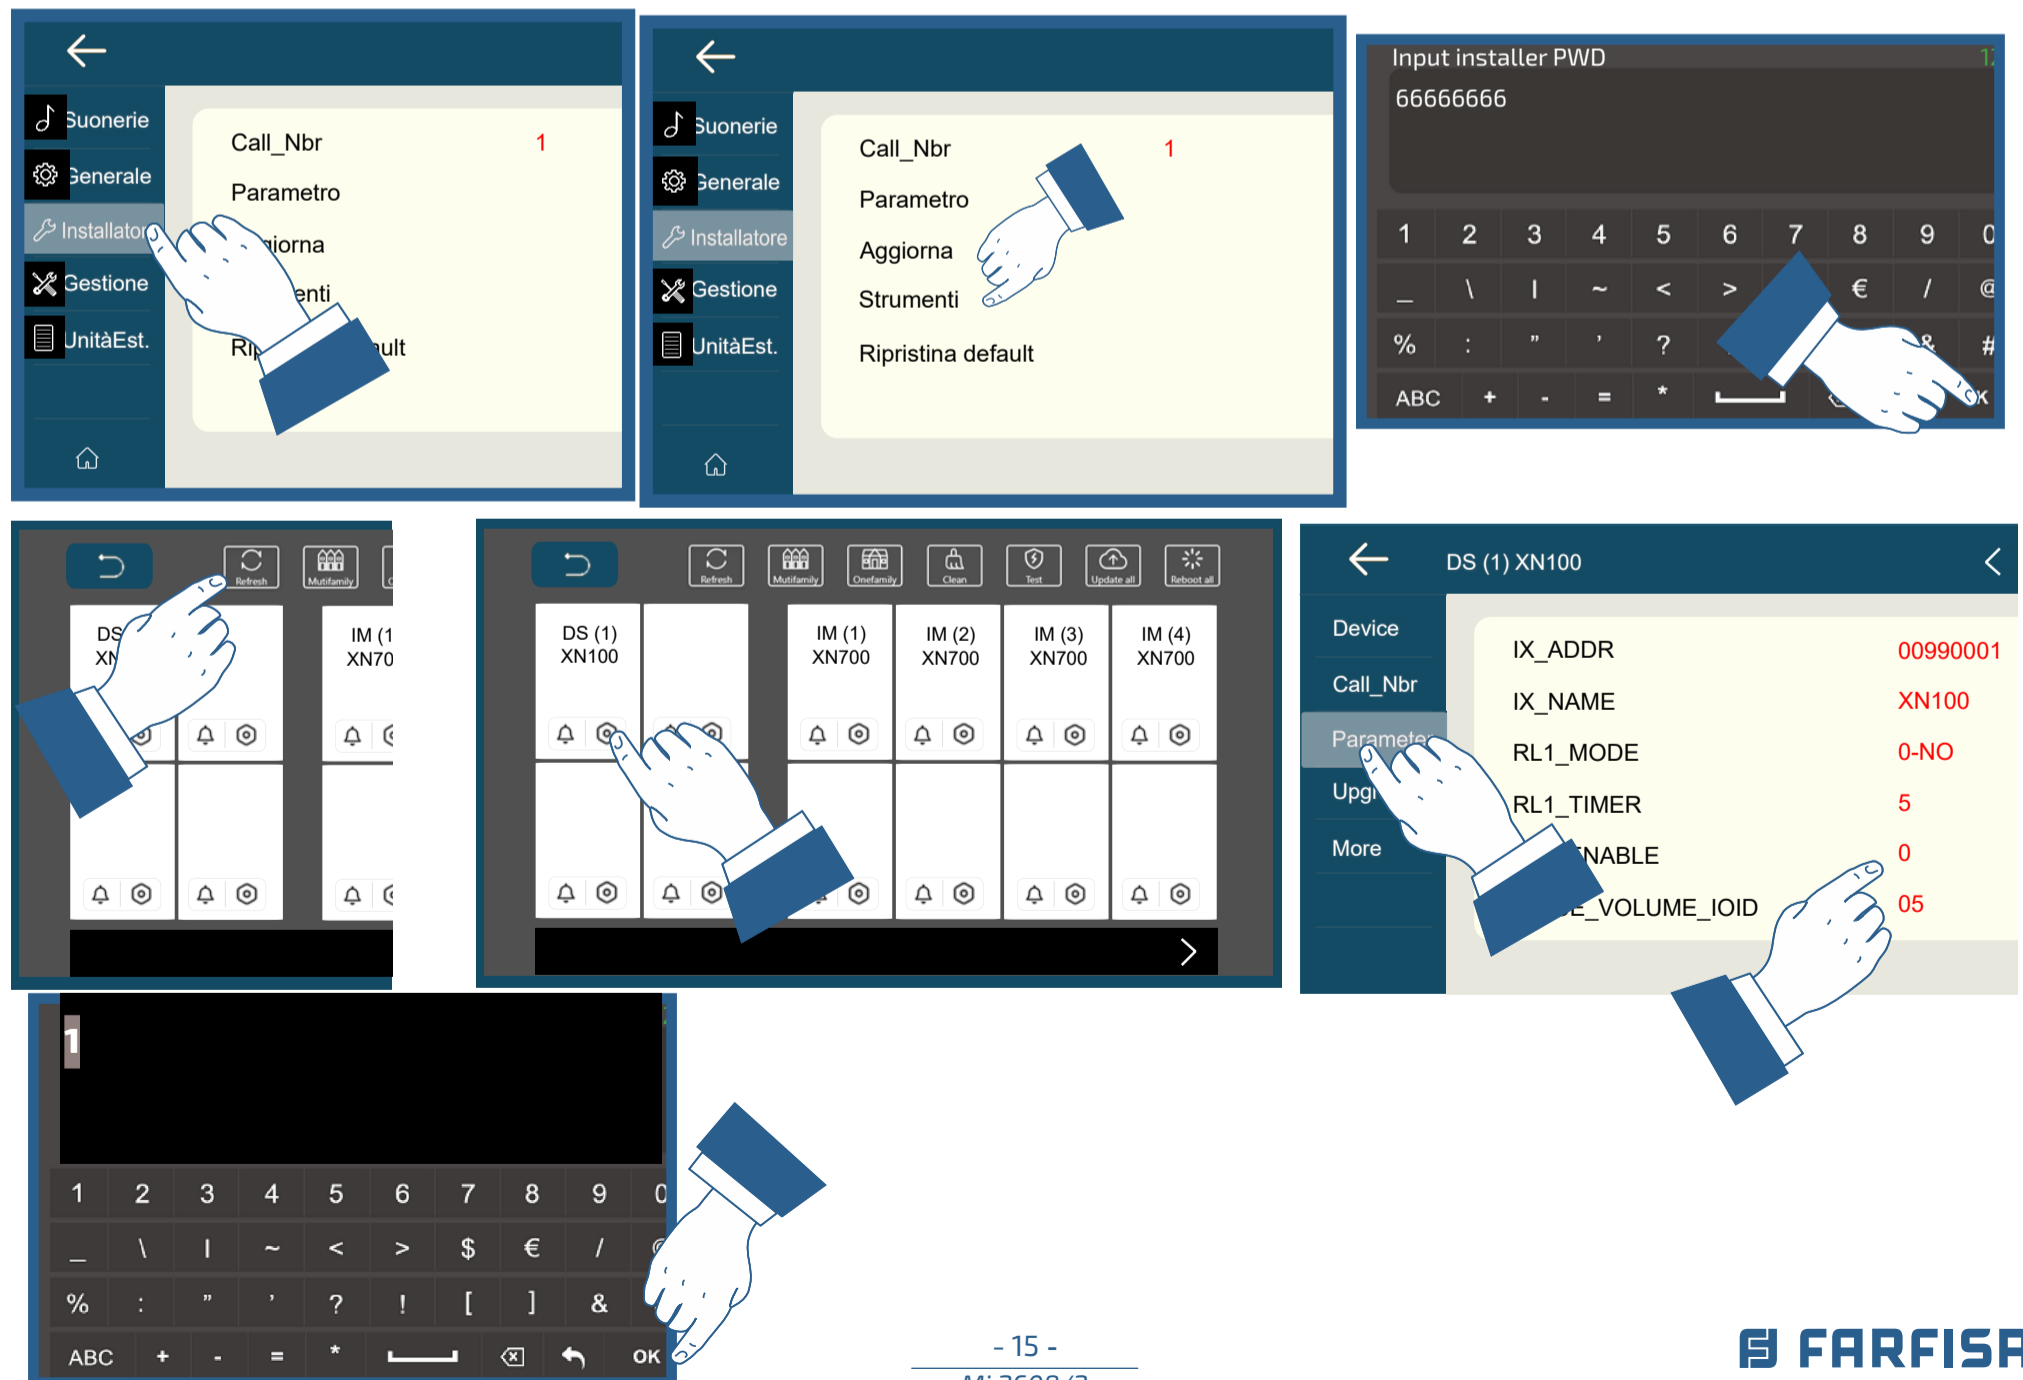 Suonerie
Generale
Gestione
UnitàEst.
Call_Nbr 1
Parametro
Suonerie
Generale
Installatore
Gestione
UnitàEst.
Call_Nbr 1
Parametro
Aggiorna
Strumenti
Ripristina default
Input installer PWD
66666666
1 2 3 4 5 6 7 8 9 0
_ \ | ~ < > € / @
% : " ' ? & #
ABC + - = *
Refresh Mutifamily
Refresh Mutifamily Onefamily Clean Test Update all Reboot all
DS (1) XN100
IM (1) XN700
IM (2) XN700
IM (3) XN700
IM (4) XN700
DS (1) XN100
Device
Call_Nbr
Parameter
More
IX_ADDR 00990001
IX_NAME XN100
RL1_MODE 0-NO
RL1_TIMER 5
0
_VOLUME_IOID 05
1
1 2 3 4 5 6 7 8 9 0
_ \ | ~ < > $ € /
% : " ' ? ! [ ] &
ABC + - = * OK
- 15 -
FARFISA